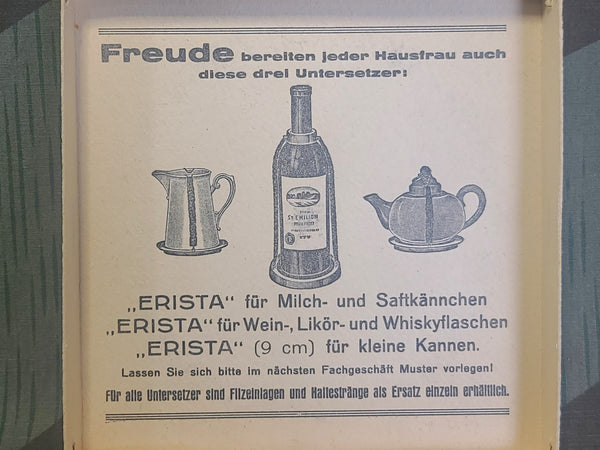 Freude bereiten jeder Hausfrau auch
diese drei Untersetzer:
St. EMILION
„ERISTA“ für Milch- und Saftkännchen
„ERISTA“ für Wein-, Likör- und Whiskyflaschen
„ERISTA“ (9 cm) für kleine Kannen.
Lassen Sie sich bitte im nächsten Fachgeschäft Muster vorlegen!
Für alle Untersetzer sind Filzeinlagen und Haltestränge als Ersatz einzeln erhältlich.